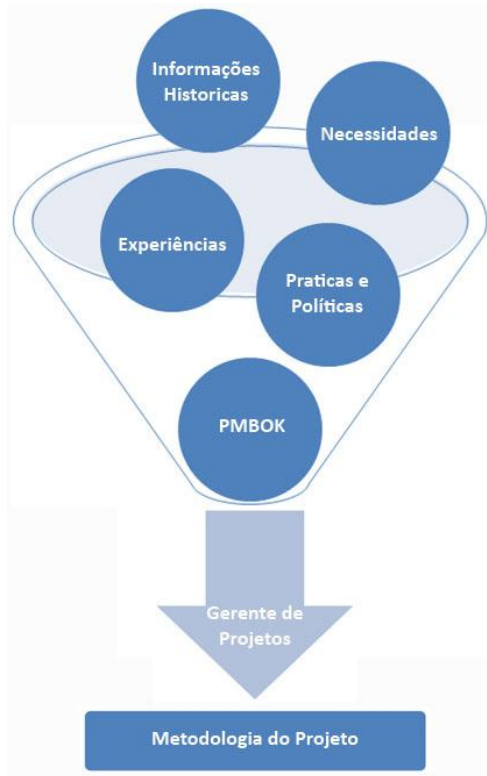 Informações
Historicas
Necessidades
Experiências
Praticas e
Políticas
PMBOK
Gerente de
Projetos
Metodologia do Projeto